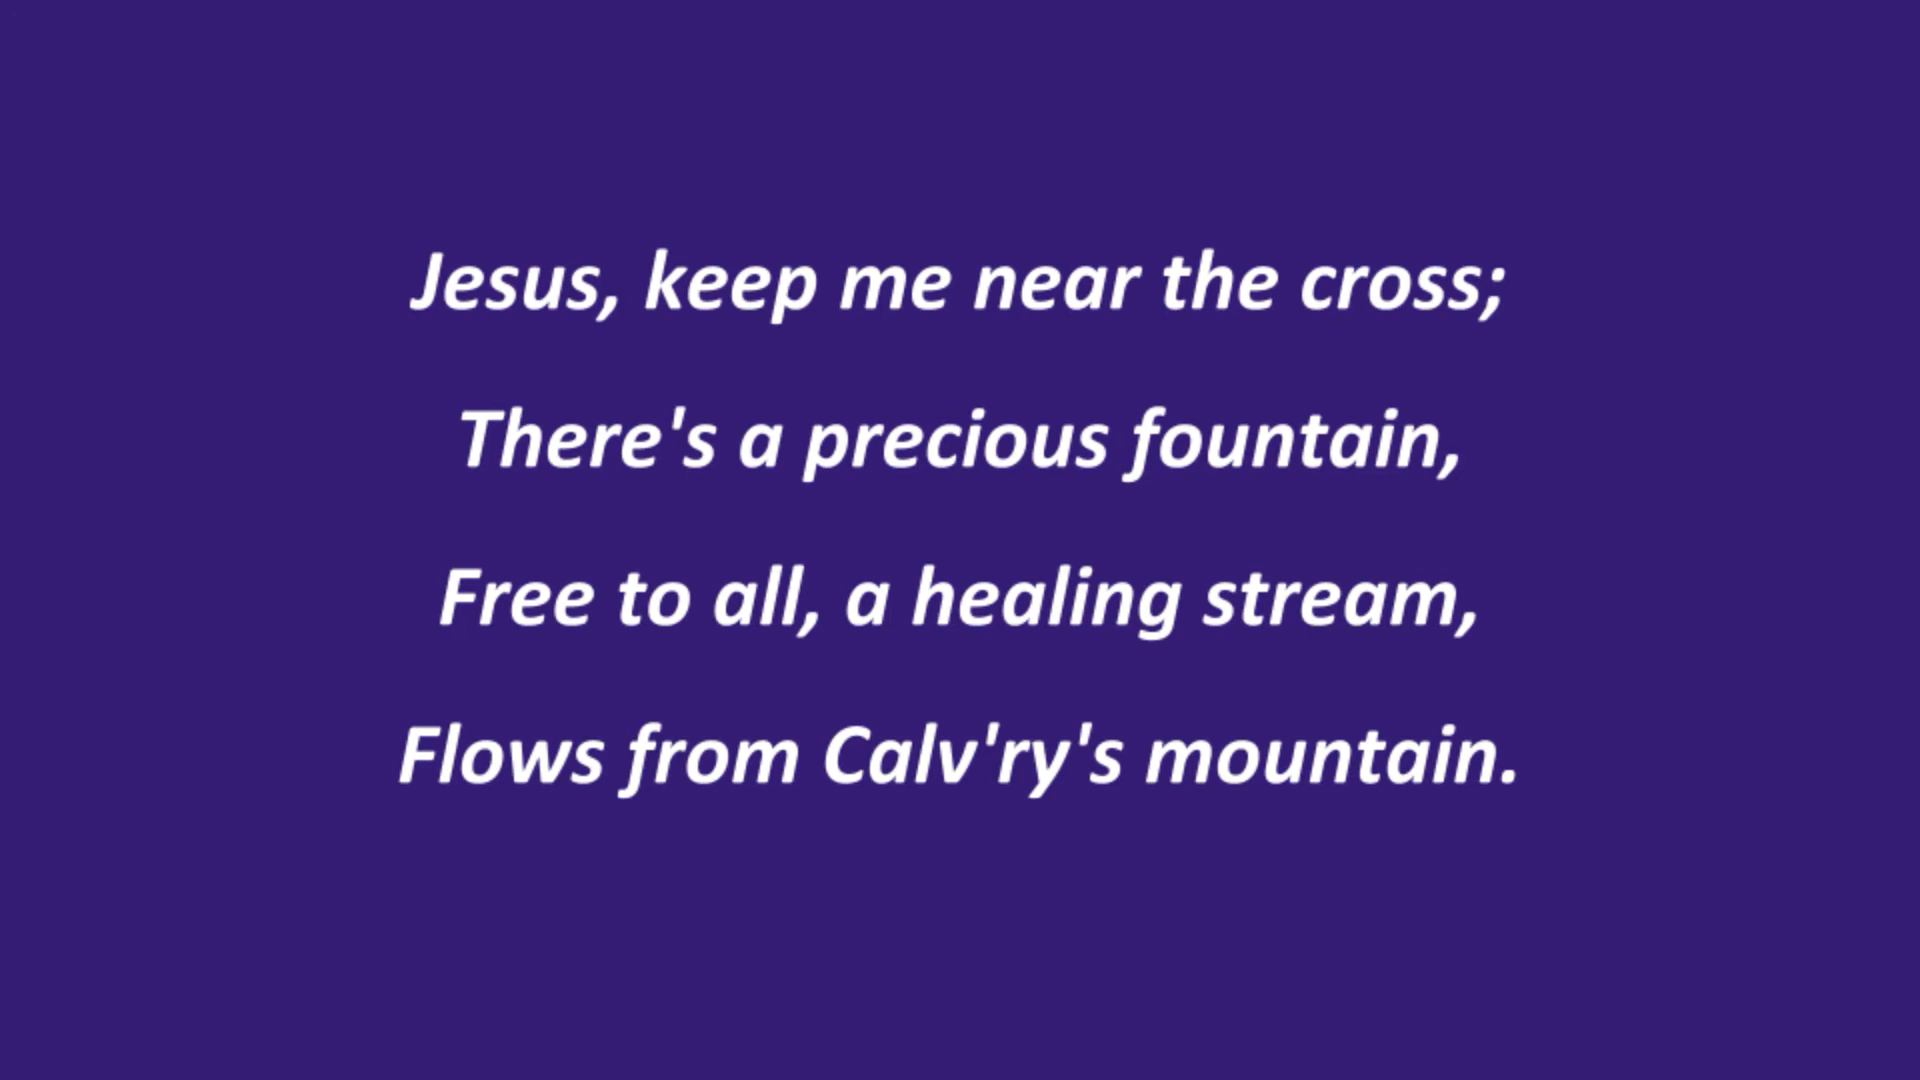 Jesus, keep me near the cross;
There's a precious fountain,
Free to all, a healing stream,
Flows from Calv'ry's mountain.